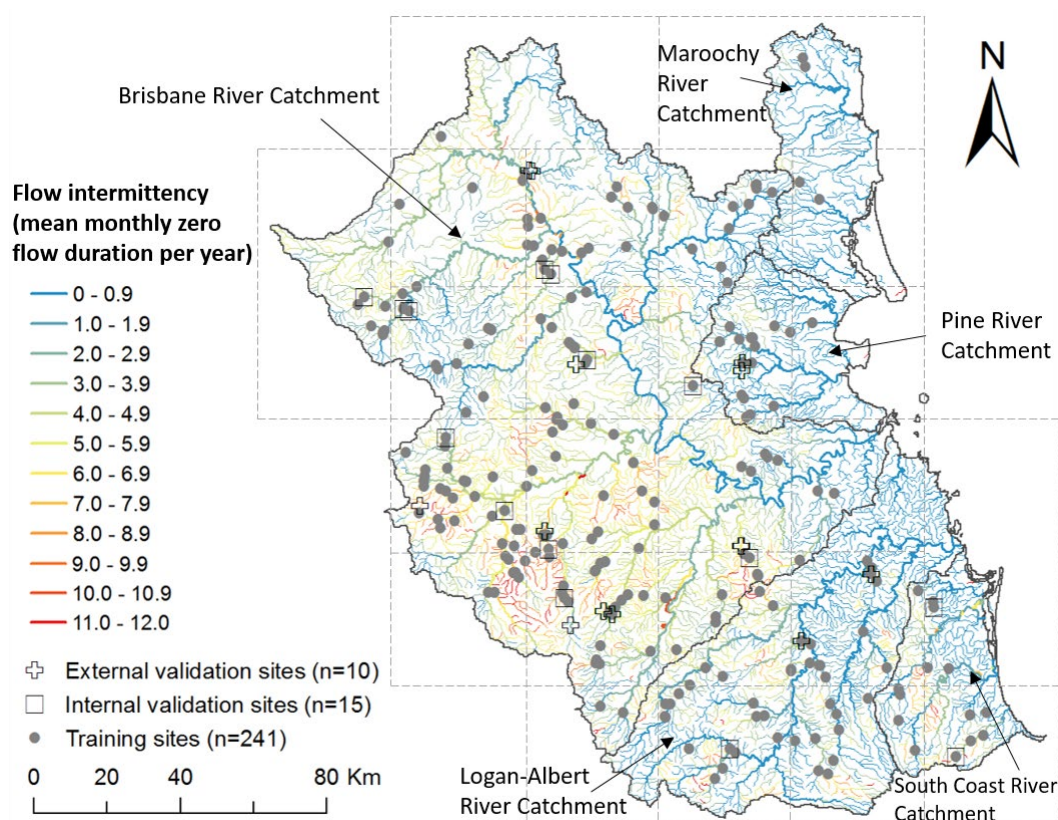 Maroochy
River
Catchment
N
Brisbane River Catchment
Flow intermittency
(mean monthly zero
flow duration per year)
0 - 0.9
1.0 - 1.9
2.0 - 2.9
3.0 - 3.9
4.0 - 4.9
5.0 - 5.9
6.0 - 6.9
7.0 - 7.9
8.0 - 8.9
9.0 - 9.9
10.0 - 10.9
11.0 - 12.0
Pine River
Catchment
External validation sites (n=10)
Internal validation sites (n=15)
Training sites (n=241)
0 20 40 80 Km
Logan-Albert
River Catchment
South Coast River
Catchment